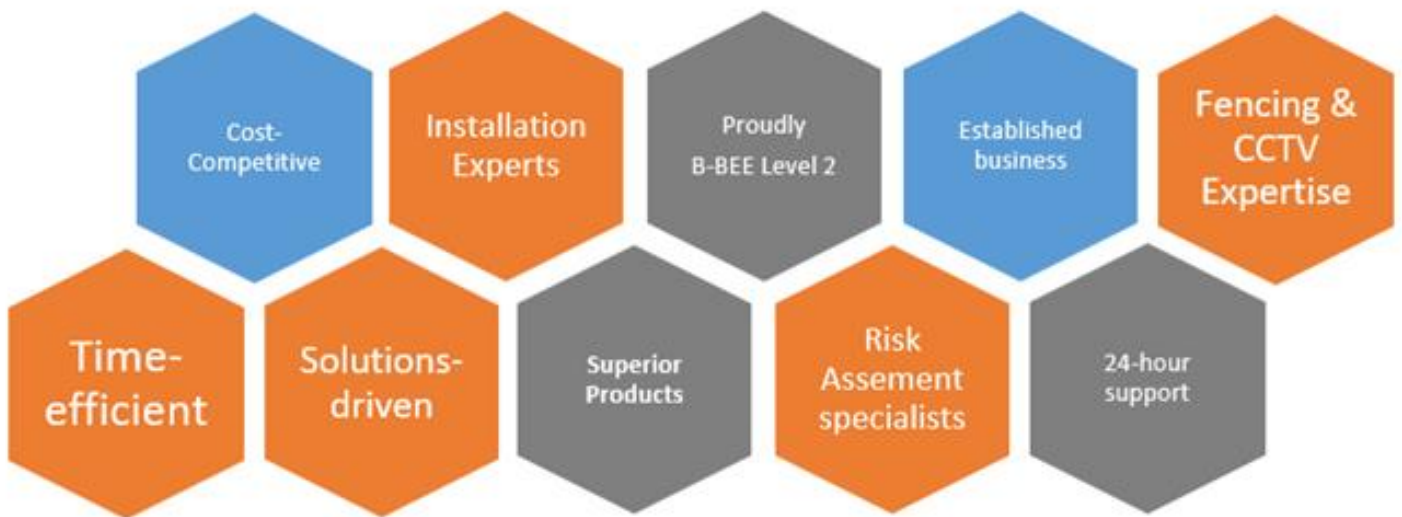 Cost-
Competitive
Installation
Experts
Proudly
B-BEE Level 2
Established
business
Fencing &
CCTV
Expertise
Time-
efficient
Solutions-
driven
Superior
Products
Risk
Assement
specialists
24-hour
support